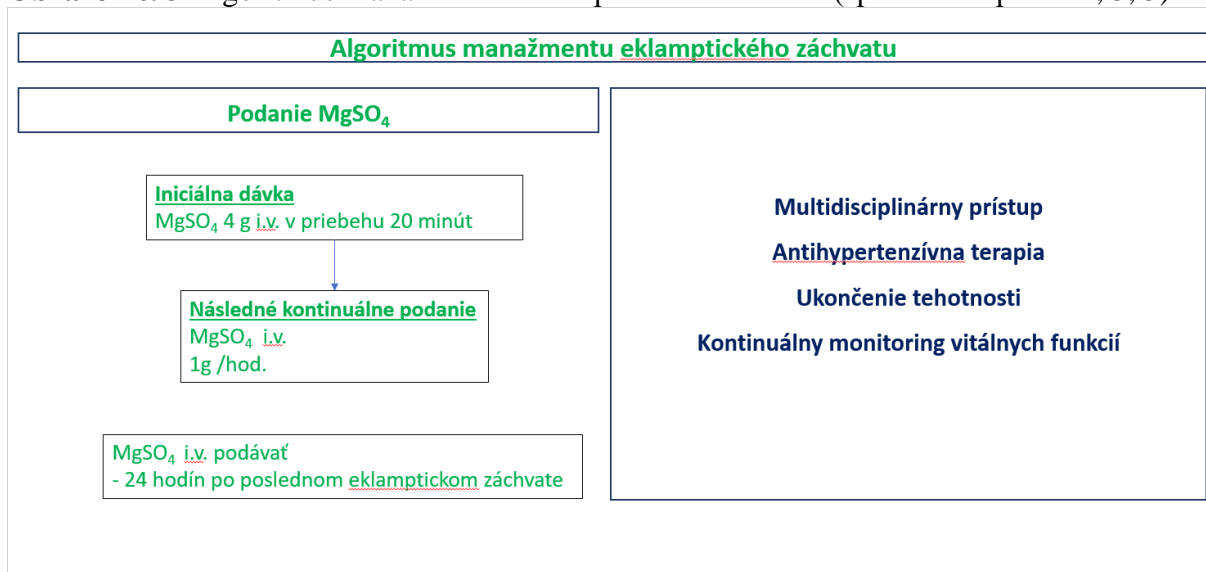 Algoritmus manažmentu eklamptického záchvatu
Podanie MgSO₄
Iniciálna dávka
MgSO₄ 4 g i.v. v priebehu 20 minút
Následné kontinuálne podanie
MgSO₄ i.v.
1g /hod.
MgSO₄ i.v. podávať
- 24 hodín po poslednom eklamptickom záchvate
Multidisciplinárny prístup
Antihypertenzívna terapia
Ukončenie tehotnosti
Kontinuálny monitoring vitálnych funkcií